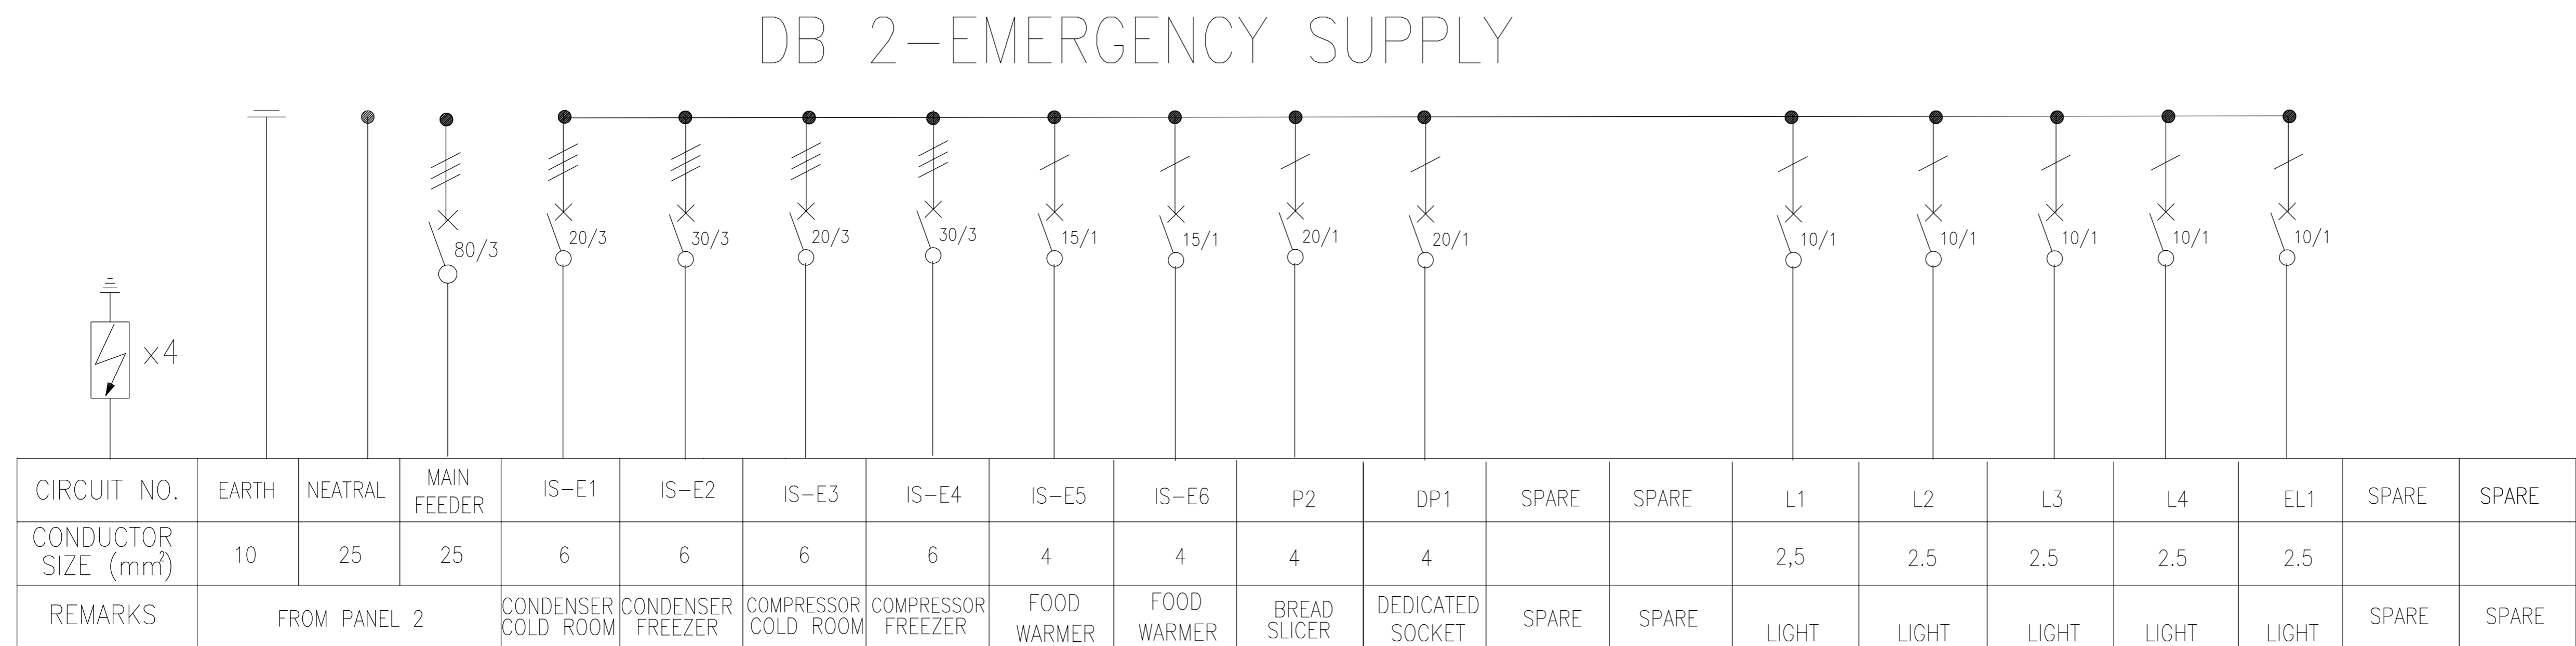 DB 2-EMERGENCY SUPPLY
80/3
20/3
30/3
20/3
30/3
15/1
15/1
20/1
20/1
10/1
10/1
10/1
10/1
10/1
x4
CIRCUIT NO.
EARTH
NEATRAL
MAIN
FEEDER
IS-E1
IS-E2
IS-E3
IS-E4
IS-E5
IS-E6
P2
DP1
SPARE
SPARE
L1
L2
L3
L4
EL1
SPARE
SPARE
CONDUCTOR
SIZE (mm²)
10
25
25
6
6
6
6
4
4
4
4
2,5
2.5
2.5
2.5
2.5
REMARKS
FROM PANEL 2
CONDENSER
COLD ROOM
CONDENSER
FREEZER
COMPRESSOR
COLD ROOM
COMPRESSOR
FREEZER
FOOD
WARMER
FOOD
WARMER
BREAD
SLICER
DEDICATED
SOCKET
SPARE
SPARE
LIGHT
LIGHT
LIGHT
LIGHT
LIGHT
SPARE
SPARE